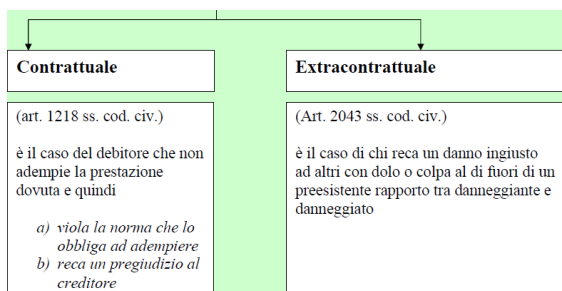 Contrattuale
(art. 1218 ss. cod. civ.)
è il caso del debitore che non
adempie la prestazione
dovuta e quindi
a) viola la norma che lo
obbliga ad adempiere
b) reca un pregiudizio al
creditore
Extracontrattuale
(Art. 2043 ss. cod. civ.)
è il caso di chi reca un danno ingiusto
ad altri con dolo o colpa al di fuori di un
preesistente rapporto tra danneggiante e
danneggiato